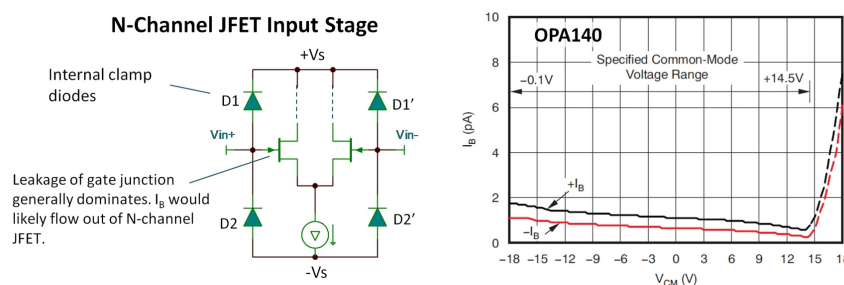 N-Channel JFET Input Stage
+Vs
Internal clamp
diodes
D1
D1’
Vin+
Vin-
Leakage of gate junction
generally dominates. IB would
likely flow out of N-channel
JFET.
D2
D2’
-Vs
OPA140
Specified Common-Mode
Voltage Range
−0.1V
+14.5V
10
8
6
4
2
0
IB (pA)
+IB
−IB
-18 -15 -12 -9 -6 -3 0 3 6 9 12 15 18
VCM (V)